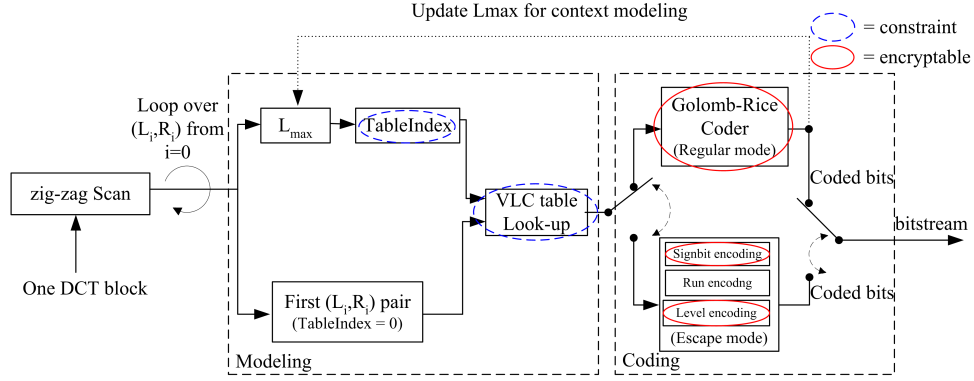 Update Lmax for context modeling
= constraint
= encryptable
Loop over
(Li,Ri) from
i=0
Lmax
TableIndex
Golomb-Rice
Coder
(Regular mode)
zig-zag Scan
VLC table
Look-up
Coded bits
bitstream
Signbit encoding
Run encodng
Level encoding
(Escape mode)
Coded bits
One DCT block
First (Li,Ri) pair
(TableIndex = 0)
Modeling
Coding